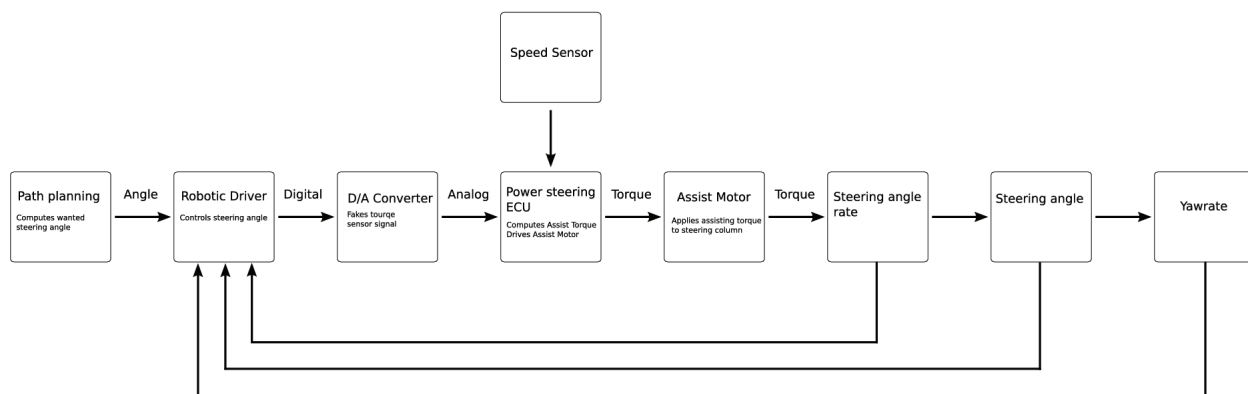 Speed Sensor
Path planning
Computes wanted
steering angle
Angle
Robotic Driver
Controls steering angle
Digital
D/A Converter
Fakes tourqe
sensor signal
Analog
Power steering
ECU
Computes Assist Torque
Drives Assist Motor
Torque
Assist Motor
Applies assisting torque
to steering column
Torque
Steering angle
rate
Steering angle
Yawrate